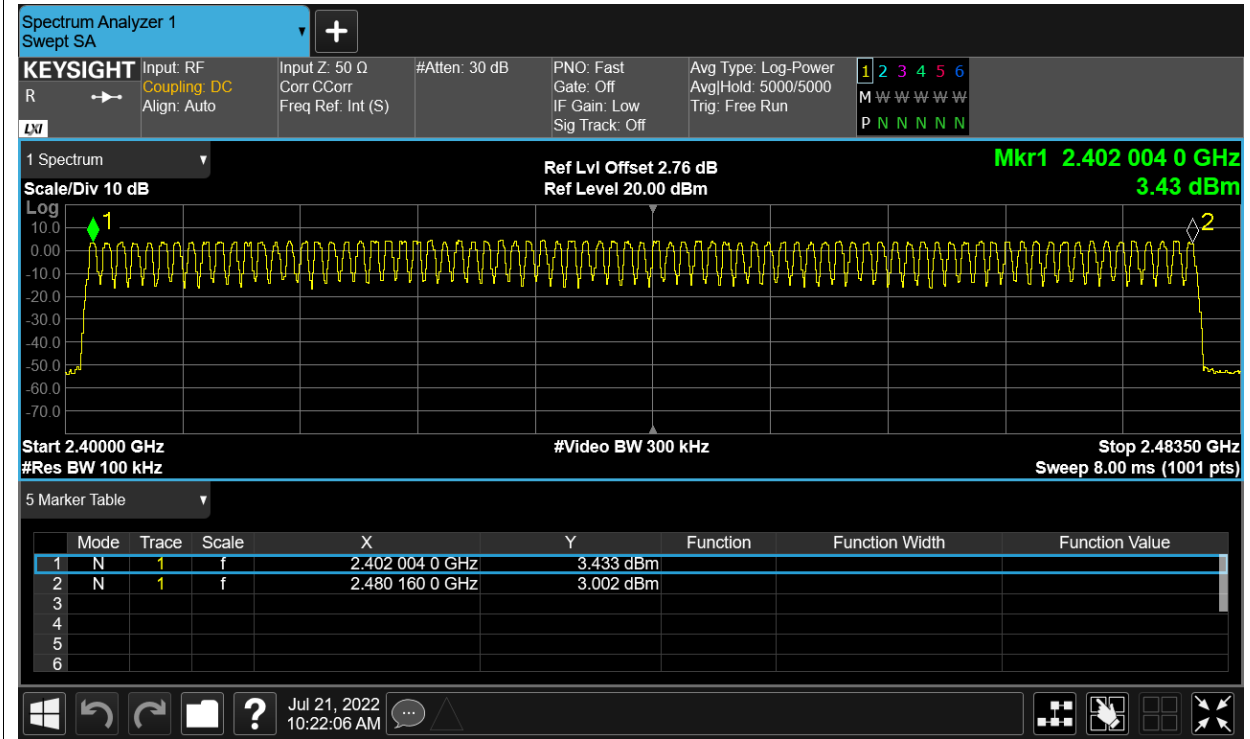 Spectrum Analyzer 1
Swept SA
KEYSIGHT
R
LXI
Input: RF
Coupling: DC
Align: Auto
Input Z: 50 Ω
Corr CCorr
Freq Ref: Int (S)
#Atten: 30 dB
PNO: Fast
Gate: Off
IF Gain: Low
Sig Track: Off
Avg Type: Log-Power
Avg|Hold: 5000/5000
Trig: Free Run
1 2 3 4 5 6
M W W W W W
P N N N N N
1 Spectrum
Scale/Div 10 dB
Ref Lvl Offset 2.76 dB
Ref Level 20.00 dBm
Mkr1 2.402 004 0 GHz
3.43 dBm
Log
10.0
0.00
-10.0
-20.0
-30.0
-40.0
-50.0
-60.0
-70.0
1
2
Start 2.40000 GHz
#Res BW 100 kHz
#Video BW 300 kHz
Stop 2.48350 GHz
Sweep 8.00 ms (1001 pts)
5 Marker Table
Mode Trace Scale X Y Function Function Width Function Value
1 N 1 f 2.402 004 0 GHz 3.433 dBm
2 N 1 f 2.480 160 0 GHz 3.002 dBm
3
4
5
6
?
Jul 21, 2022
10:22:06 AM